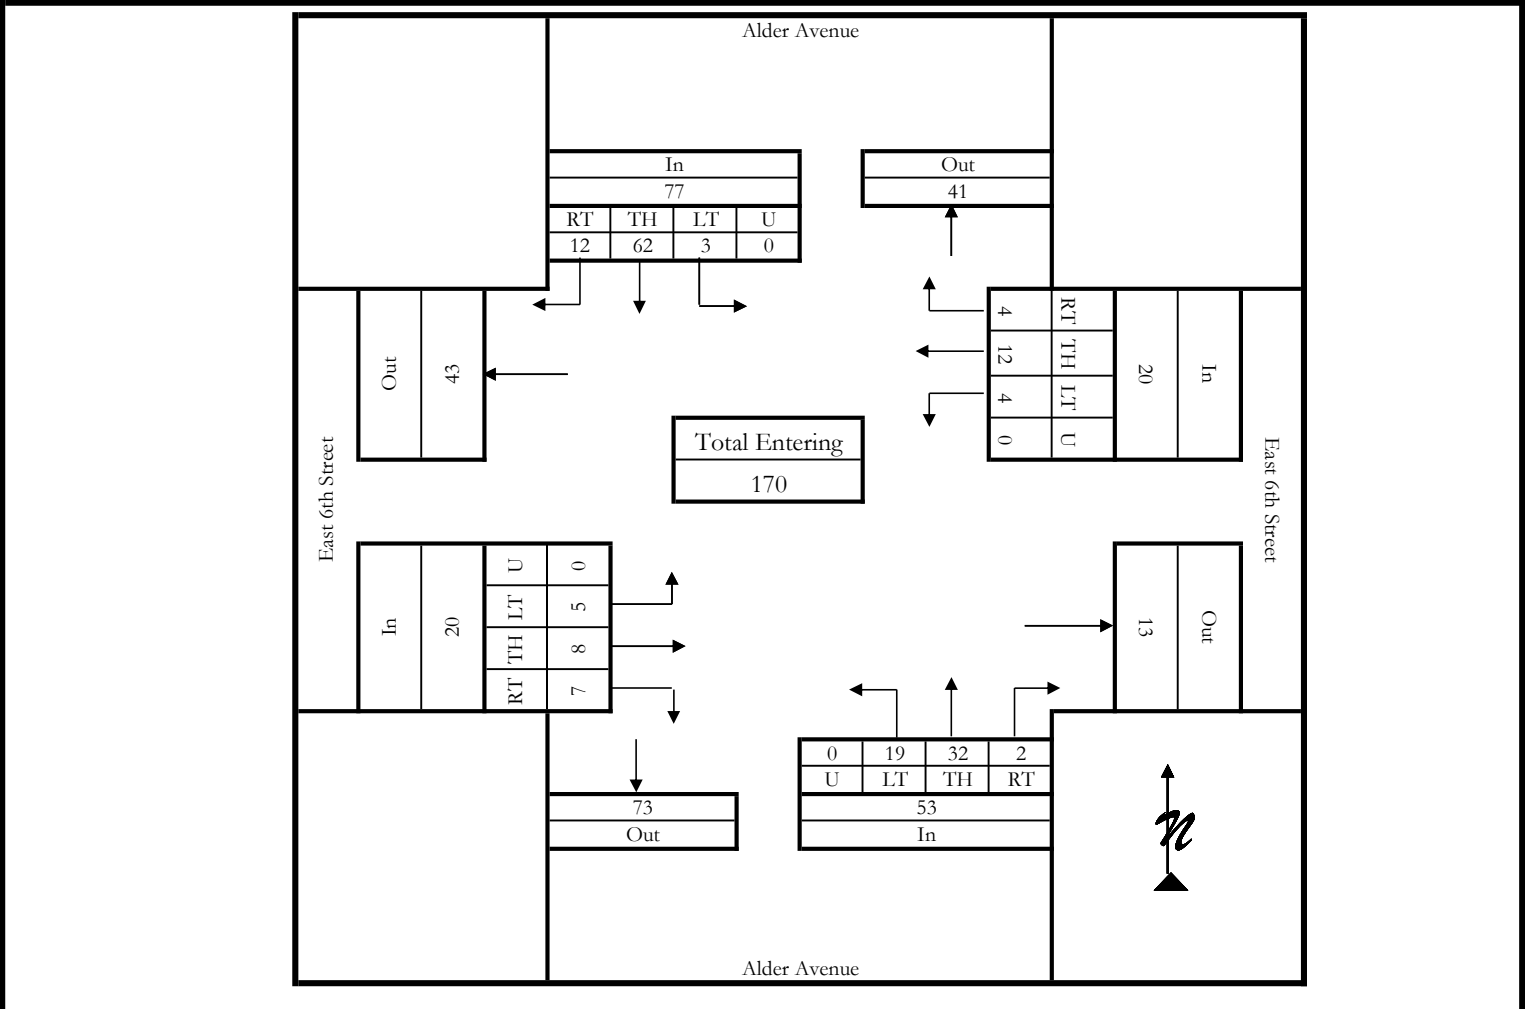 Alder Avenue
In
77
RT TH LT U
12 62 3 0
Out
41
Out
43
East 6th Street
4 RT
12 TH
4 LT
0 U
20
In
East 6th Street
Total Entering
170
In
20
U 0
LT 5
TH 8
RT 7
13
Out
0 19 32 2
U LT TH RT
53
In
73
Out
N
Alder Avenue